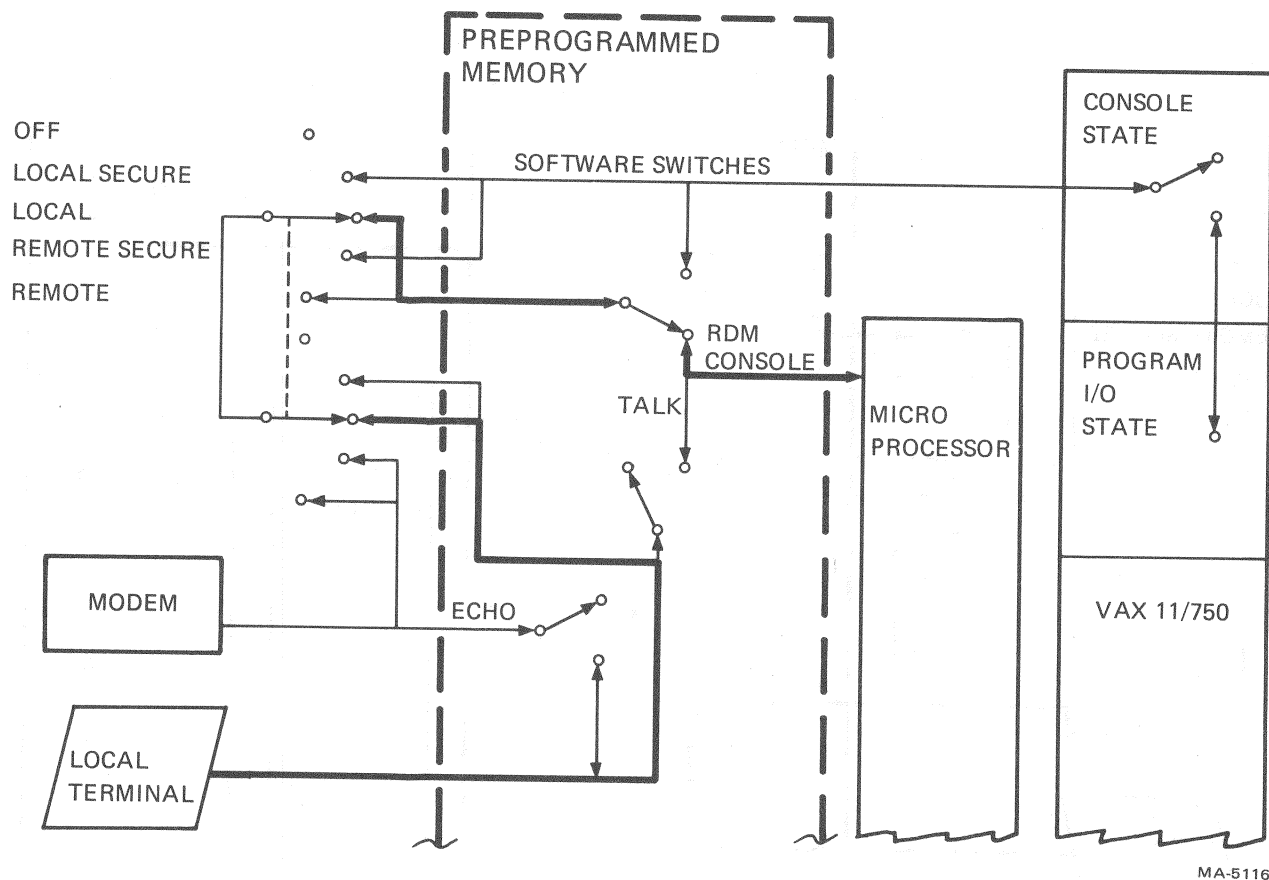 PREPROGRAMMED
MEMORY
CONSOLE
STATE
OFF
LOCAL SECURE
SOFTWARE SWITCHES
LOCAL
REMOTE SECURE
REMOTE
RDM
CONSOLE
PROGRAM
I/O
STATE
TALK
MICRO
PROCESSOR
MODEM
ECHO
VAX 11/750
LOCAL
TERMINAL
MA-5116